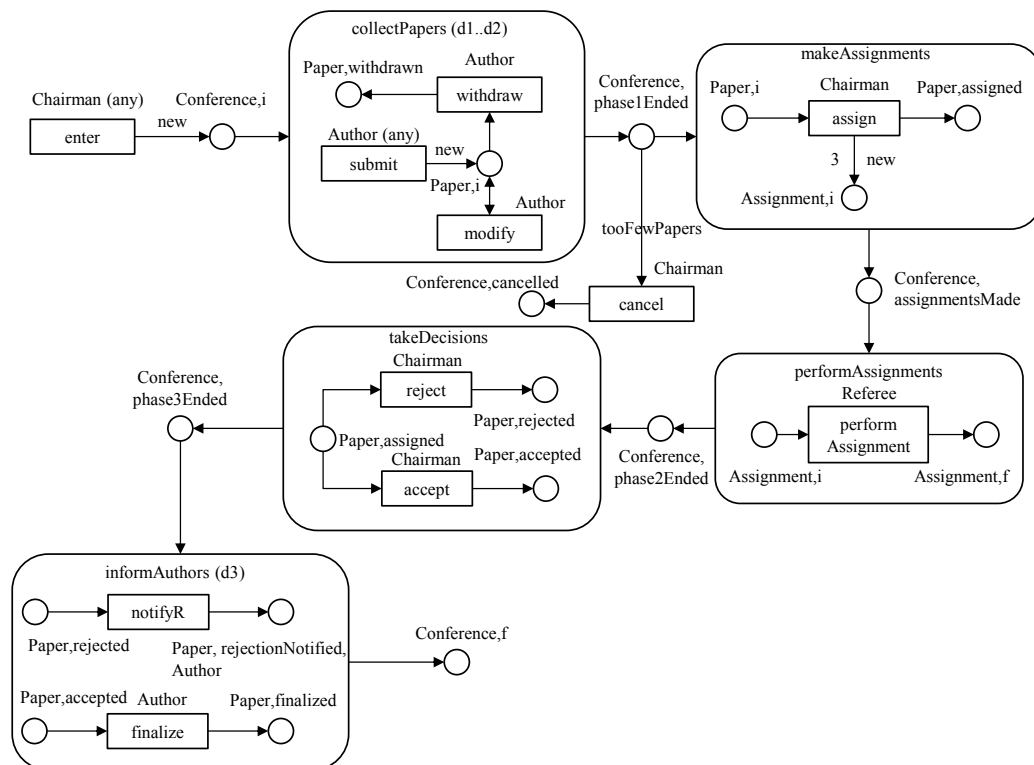 collectPapers (d1..d2)
Author
Paper,withdrawn
withdraw
Author (any)
new
submit
Paper,i
Author
modify
Chairman (any)
enter
new
Conference,i
Conference,
phase1Ended
tooFewPapers
Chairman
cancel
Conference,cancelled
makeAssignments
Paper,i
Chairman
assign
Paper,assigned
3 new
Assignment,i
Conference,
assignmentsMade
performAssignments
Referee
perform
Assignment
Assignment,i
Assignment,f
Conference,
phase2Ended
takeDecisions
Chairman
reject
Paper,rejected
Paper,assigned
Chairman
accept
Paper,accepted
Conference,
phase3Ended
informAuthors (d3)
notifyR
Paper,rejected
Paper, rejectionNotified,
Author
Paper,accepted
Author
finalize
Paper,finalized
Conference,f